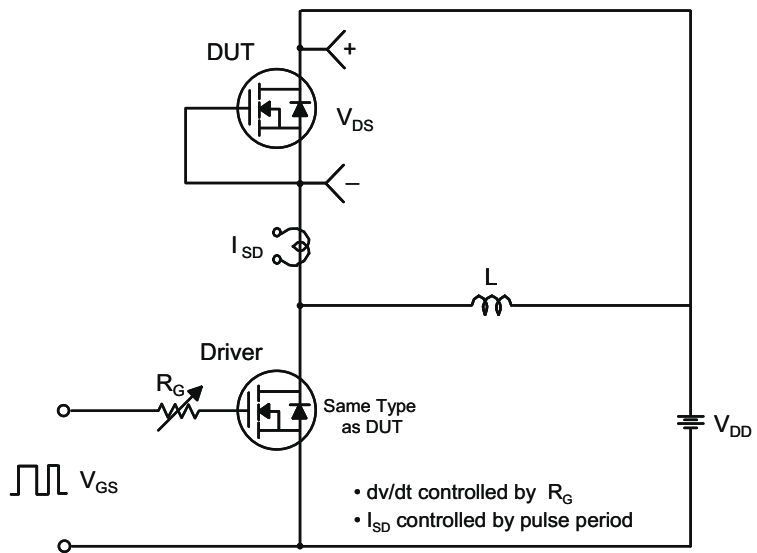 DUT
+
V_DS
–
I_SD
L
Driver
R_G
Same Type
as DUT
V_DD
V_GS
• dv/dt controlled by R_G
• I_SD controlled by pulse period